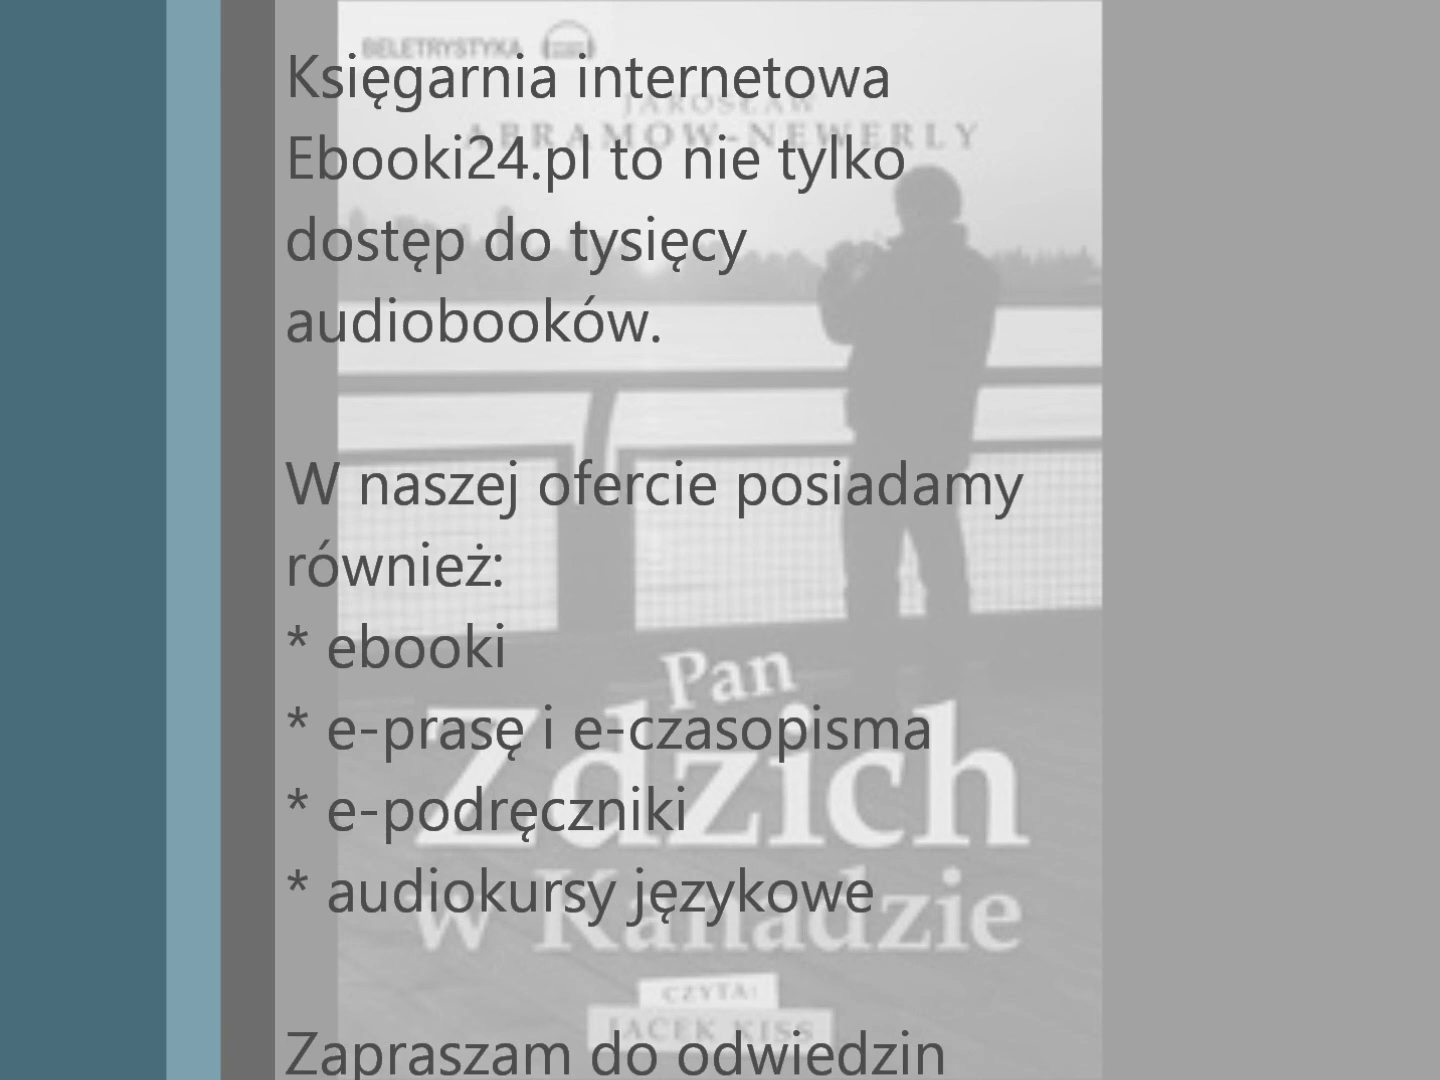 BELETRYSTYKA
Księgarnia internetowa
JAROSŁAW
ABRAMOW-NEWERLY
Ebooki24.pl to nie tylko
dostęp do tysięcy
audiobooków.
W naszej ofercie posiadamy
również:
* ebooki
Pan
Zdzich
* e-prasę i e-czasopisma
* e-podręczniki
* audiokursy językowe
w Kanadzie
CZYTA:
JACEK KISS
Zapraszam do odwiedzin